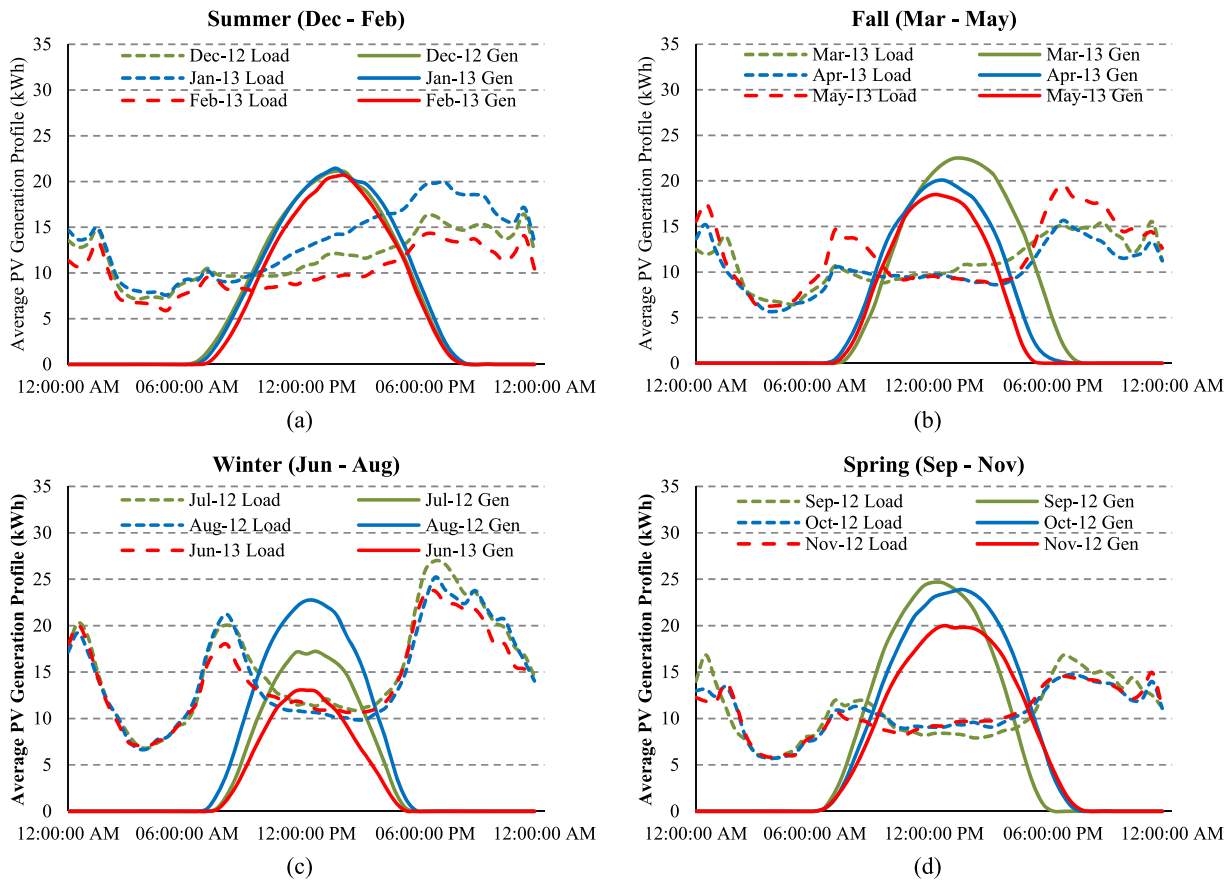 Summer (Dec - Feb)
Average PV Generation Profile (kWh)
35
30
25
20
15
10
5
0
Dec-12 Load
Dec-12 Gen
Jan-13 Load
Jan-13 Gen
Feb-13 Load
Feb-13 Gen
12:00:00 AM 06:00:00 AM 12:00:00 PM 06:00:00 PM 12:00:00 AM
(a)
Fall (Mar - May)
Average PV Generation Profile (kWh)
35
30
25
20
15
10
5
0
Mar-13 Load
Mar-13 Gen
Apr-13 Load
Apr-13 Gen
May-13 Load
May-13 Gen
12:00:00 AM 06:00:00 AM 12:00:00 PM 06:00:00 PM 12:00:00 AM
(b)
Winter (Jun - Aug)
Average PV Generation Profile (kWh)
35
30
25
20
15
10
5
0
Jul-12 Load
Jul-12 Gen
Aug-12 Load
Aug-12 Gen
Jun-13 Load
Jun-13 Gen
12:00:00 AM 06:00:00 AM 12:00:00 PM 06:00:00 PM 12:00:00 AM
(c)
Spring (Sep - Nov)
Average PV Generation Profile (kWh)
35
30
25
20
15
10
5
0
Sep-12 Load
Sep-12 Gen
Oct-12 Load
Oct-12 Gen
Nov-12 Load
Nov-12 Gen
12:00:00 AM 06:00:00 AM 12:00:00 PM 06:00:00 PM 12:00:00 AM
(d)